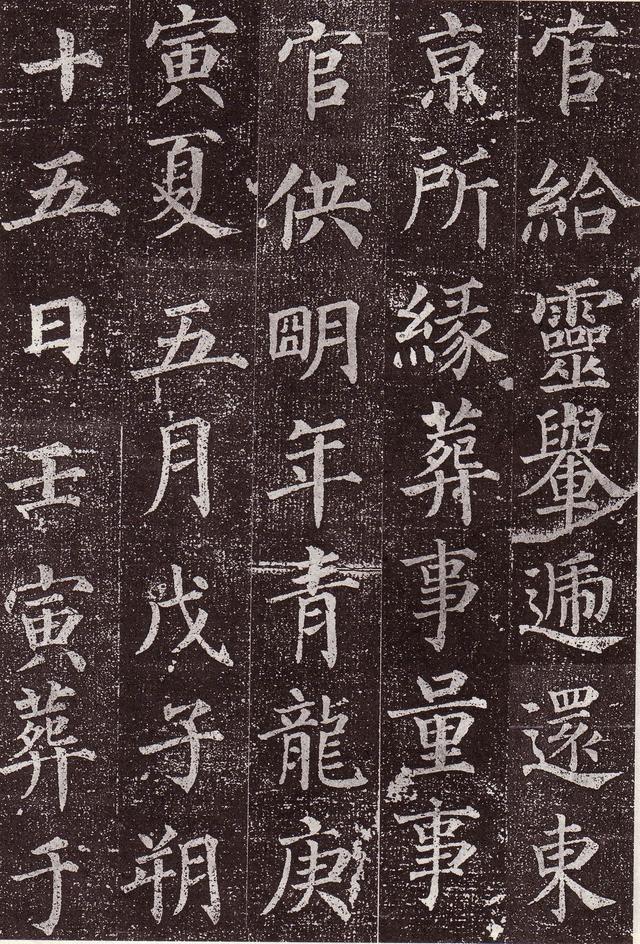 官給靈轝遞還東
京所緣葬事量事
官供明年青龍庚
寅夏五月戊子朔
十五日壬寅葬于